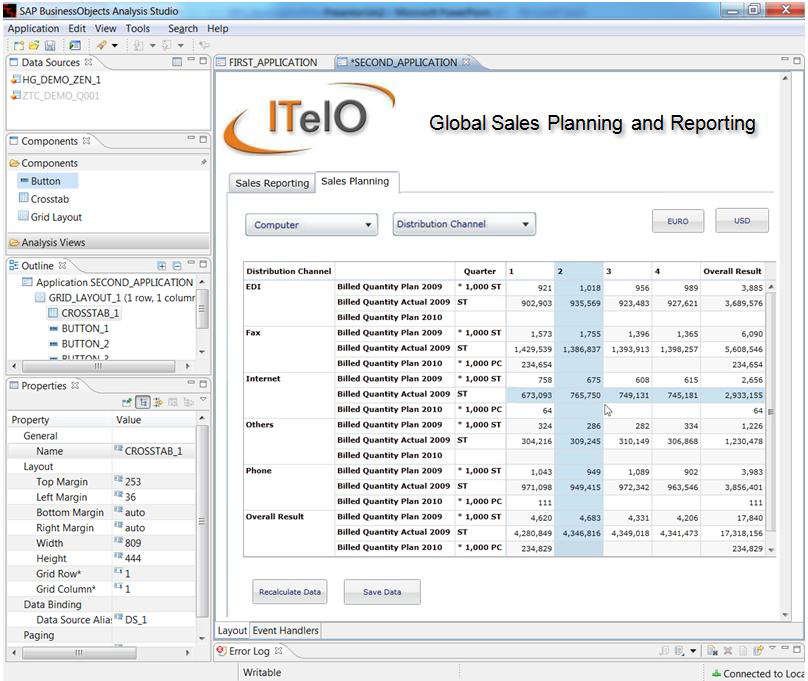 SAP BusinessObjects Analysis Studio
Application Edit View Tools Search Help
Data Sources
HG_DEMO_ZEN_1
ZTC_DEMO_Q001
Components
Components
Button
Crosstab
Grid Layout
Analysis Views
Outline
Application SECOND_APPLICATION
GRID_LAYOUT_1 (1 row, 1 column
CROSSTAB_1
BUTTON_1
BUTTON_2
BUTTON_3
Properties
Property Value
General
Name CROSSTAB_1
Layout
Top Margin 253
Left Margin 36
Bottom Margin auto
Right Margin auto
Width 809
Height 444
Grid Row* 1
Grid Column* 1
Data Binding
Data Source Alias DS_1
Paging
FIRST_APPLICATION *SECOND_APPLICATION
ITelO Global Sales Planning and Reporting
Sales Reporting Sales Planning
Computer Distribution Channel EURO USD
Distribution Channel Quarter 1 2 3 4 Overall Result
EDI Billed Quantity Plan 2009 * 1,000 ST 921 1,018 956 989 3,885
Billed Quantity Actual 2009 ST 902,903 935,569 923,483 927,621 3,689,576
Billed Quantity Plan 2010
Fax Billed Quantity Plan 2009 * 1,000 ST 1,573 1,755 1,396 1,365 6,090
Billed Quantity Actual 2009 ST 1,429,539 1,386,837 1,393,913 1,398,257 5,608,546
Billed Quantity Plan 2010 * 1,000 PC 234,654 234,654
Internet Billed Quantity Plan 2009 * 1,000 ST 758 675 608 615 2,656
Billed Quantity Actual 2009 ST 673,093 765,750 749,131 745,181 2,933,155
Billed Quantity Plan 2010 * 1,000 PC 64 64
Others Billed Quantity Plan 2009 * 1,000 ST 324 286 282 334 1,226
Billed Quantity Actual 2009 ST 304,216 309,245 310,149 306,868 1,230,478
Billed Quantity Plan 2010
Phone Billed Quantity Plan 2009 * 1,000 ST 1,043 949 1,089 902 3,983
Billed Quantity Actual 2009 ST 971,098 949,415 972,342 963,546 3,856,401
Billed Quantity Plan 2010 * 1,000 PC 111 111
Overall Result Billed Quantity Plan 2009 * 1,000 ST 4,620 4,683 4,331 4,206 17,840
Billed Quantity Actual 2009 ST 4,280,849 4,346,816 4,349,018 4,341,473 17,318,156
Billed Quantity Plan 2010 * 1,000 PC 234,829 234,829
Recalculate Data Save Data
Layout Event Handlers
Error Log
Writable Connected to Loca